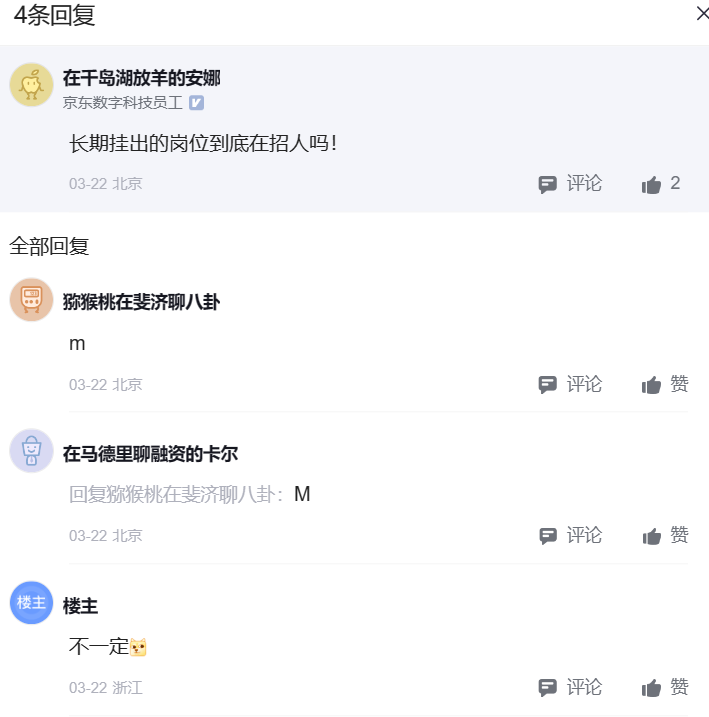 4条回复
在千岛湖放羊的安娜
京东数字科技员工
长期挂出的岗位到底在招人吗！
03-22 北京 评论 2
全部回复
猕猴桃在斐济聊八卦
m
03-22 北京 评论 赞
在马德里聊融资的卡尔
回复猕猴桃在斐济聊八卦：M
03-22 北京 评论 赞
楼主 楼主
不一定
03-22 浙江 评论 赞